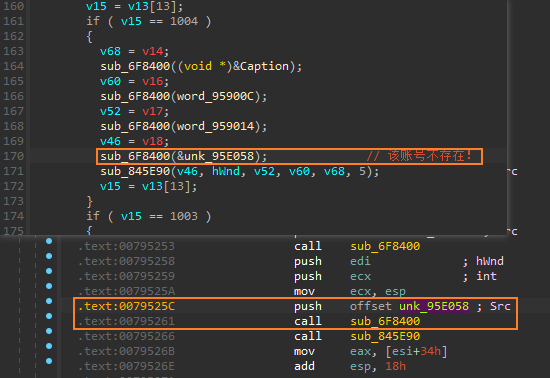 160 v15 = v13[13];
161 if ( v15 == 1004 )
162 {
163 v68 = v14;
164 sub_6F8400((void *)&Caption);
165 v60 = v16;
166 sub_6F8400(word_95900C);
167 v52 = v17;
168 sub_6F8400(word_959014);
169 v46 = v18;
170 sub_6F8400(&unk_95E058); // 该账号不存在!
171 sub_845E90(v46, hWnd, v52, v60, v68, 5);
172 v15 = v13[13];
173 }
174 if ( v15 == 1003 )
175 {
.text:00795253 call sub_6F8400
.text:00795258 push edi ; hWnd
.text:00795259 push ecx ; int
.text:0079525A mov ecx, esp
.text:0079525C push offset unk_95E058 ; Src
.text:00795261 call sub_6F8400
.text:00795266 call sub_845E90
.text:0079526B mov eax, [esi+34h]
.text:0079526E add esp, 18h